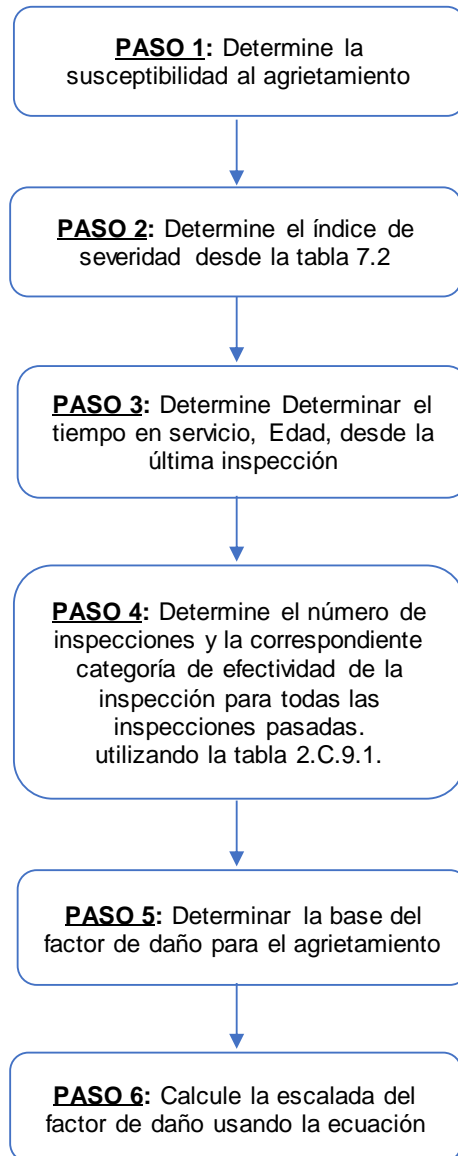 PASO 1: Determine la
susceptibilidad al agrietamiento
PASO 2: Determine el índice de
severidad desde la tabla 7.2
PASO 3: Determine Determinar el
tiempo en servicio, Edad, desde la
última inspección
PASO 4: Determine el número de
inspecciones y la correspondiente
categoría de efectividad de la
inspección para todas las
inspecciones pasadas.
utilizando la tabla 2.C.9.1.
PASO 5: Determinar la base del
factor de daño para el agrietamiento
PASO 6: Calcule la escalada del
factor de daño usando la ecuación